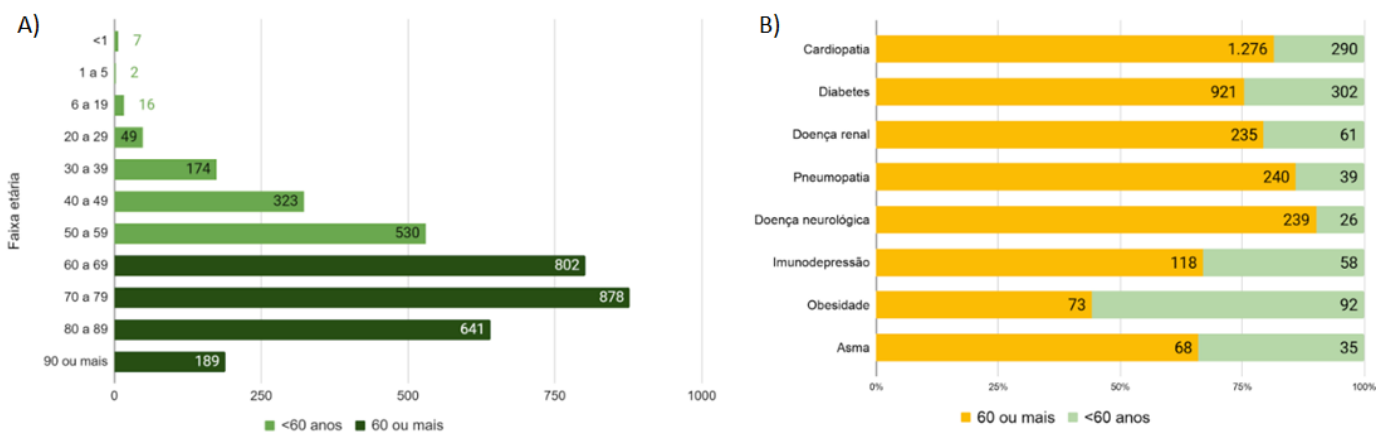 A)
Faixa etária
<1 7
1 a 5 2
6 a 19 16
20 a 29 49
30 a 39 174
40 a 49 323
50 a 59 530
60 a 69 802
70 a 79 878
80 a 89 641
90 ou mais 189
0 250 500 750 1000
<60 anos 60 ou mais
B)
Cardiopatia 1.276 290
Diabetes 921 302
Doença renal 235 61
Pneumopatia 240 39
Doença neurológica 239 26
Imunodepressão 118 58
Obesidade 73 92
Asma 68 35
0% 25% 50% 75% 100%
60 ou mais <60 anos